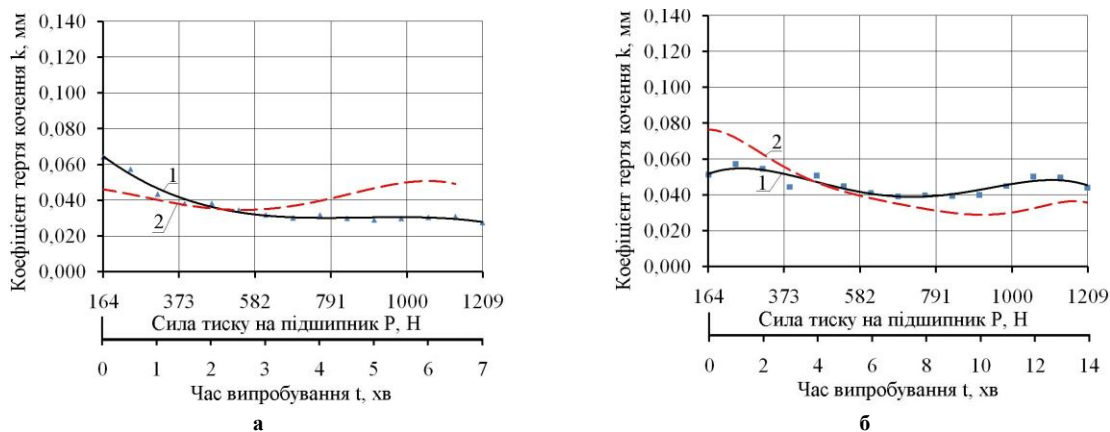 Коефіцієнт тертя кочення k, мм
0,140
0,120
0,100
0,080
0,060
0,040
0,020
0,000
1
2
164 373 582 791 1000 1209
Сила тиску на підшипник P, Н
0 1 2 3 4 5 6 7
Час випробування t, хв
а
Коефіцієнт тертя кочення k, мм
0,140
0,120
0,100
0,080
0,060
0,040
0,020
0,000
2
1
164 373 582 791 1000 1209
Сила тиску на підшипник P, Н
0 2 4 6 8 10 12 14
Час випробування t, хв
б